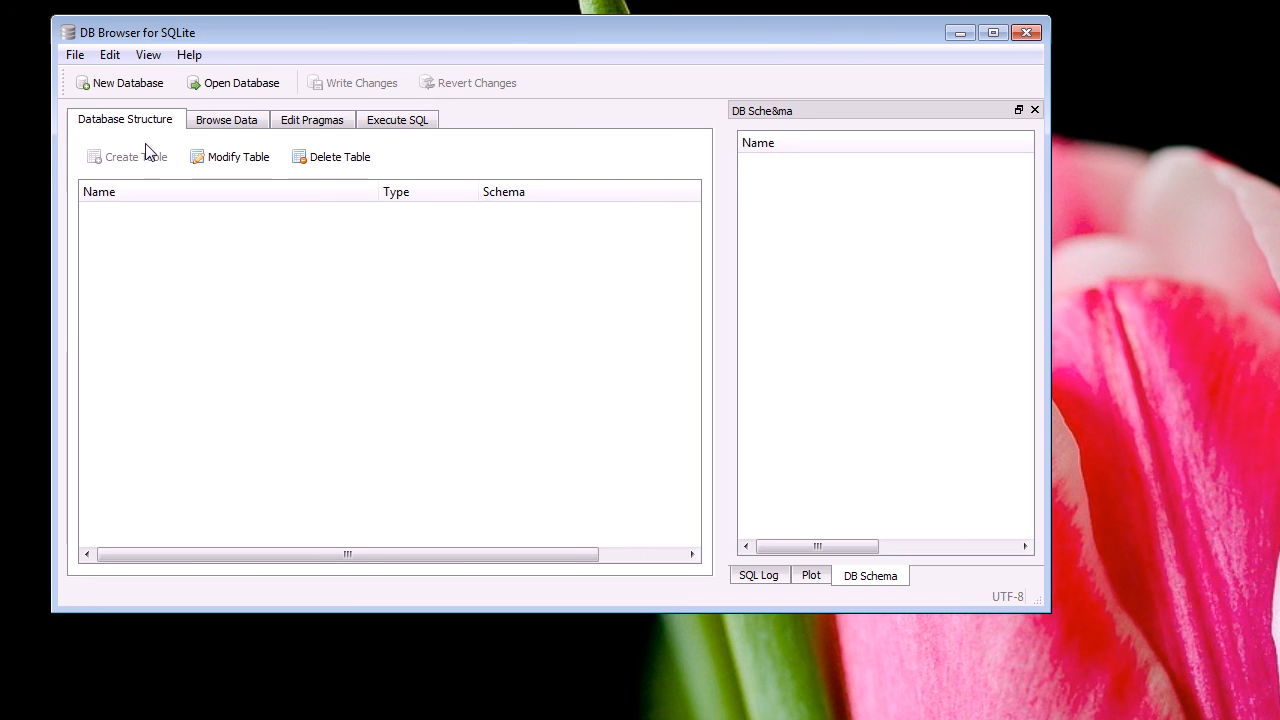 DB Browser for SQLite
File Edit View Help
New Database Open Database Write Changes Revert Changes
Database Structure Browse Data Edit Pragmas Execute SQL
DB Sche&ma
Create Table Modify Table Delete Table
Name Type Schema
Name
SQL Log Plot DB Schema
UTF-8